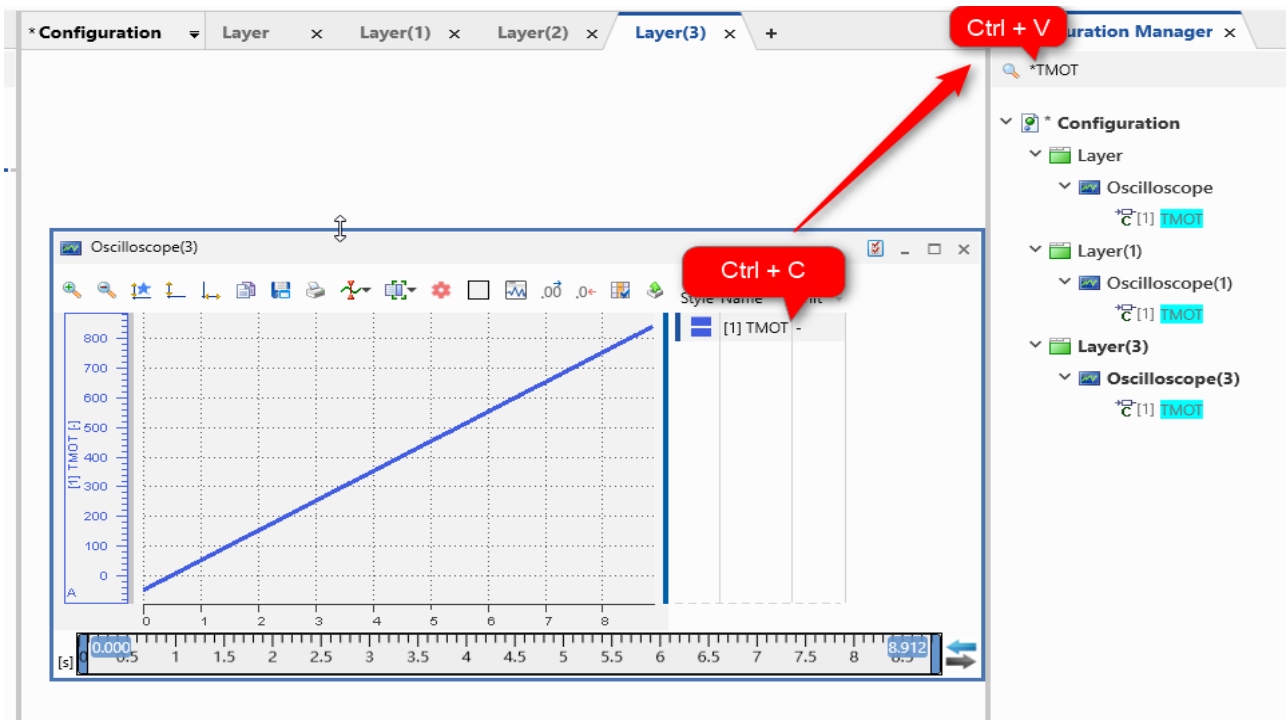 *Configuration Layer Layer(1) Layer(2) Layer(3) +
Ctrl + V
uration Manager
*TMOT
* Configuration
Layer
Oscilloscope
[1] TMOT
Layer(1)
Oscilloscope(1)
[1] TMOT
Layer(3)
Oscilloscope(3)
[1] TMOT
Oscilloscope(3)
Ctrl + C
Style Name
[1] TMOT -
[1] TMOT [-]
800
700
600
500
400
300
200
100
0
A
0 1 2 3 4 5 6 7 8
[s] 0 0.000 0.5 1 1.5 2 2.5 3 3.5 4 4.5 5 5.5 6 6.5 7 7.5 8 8.912